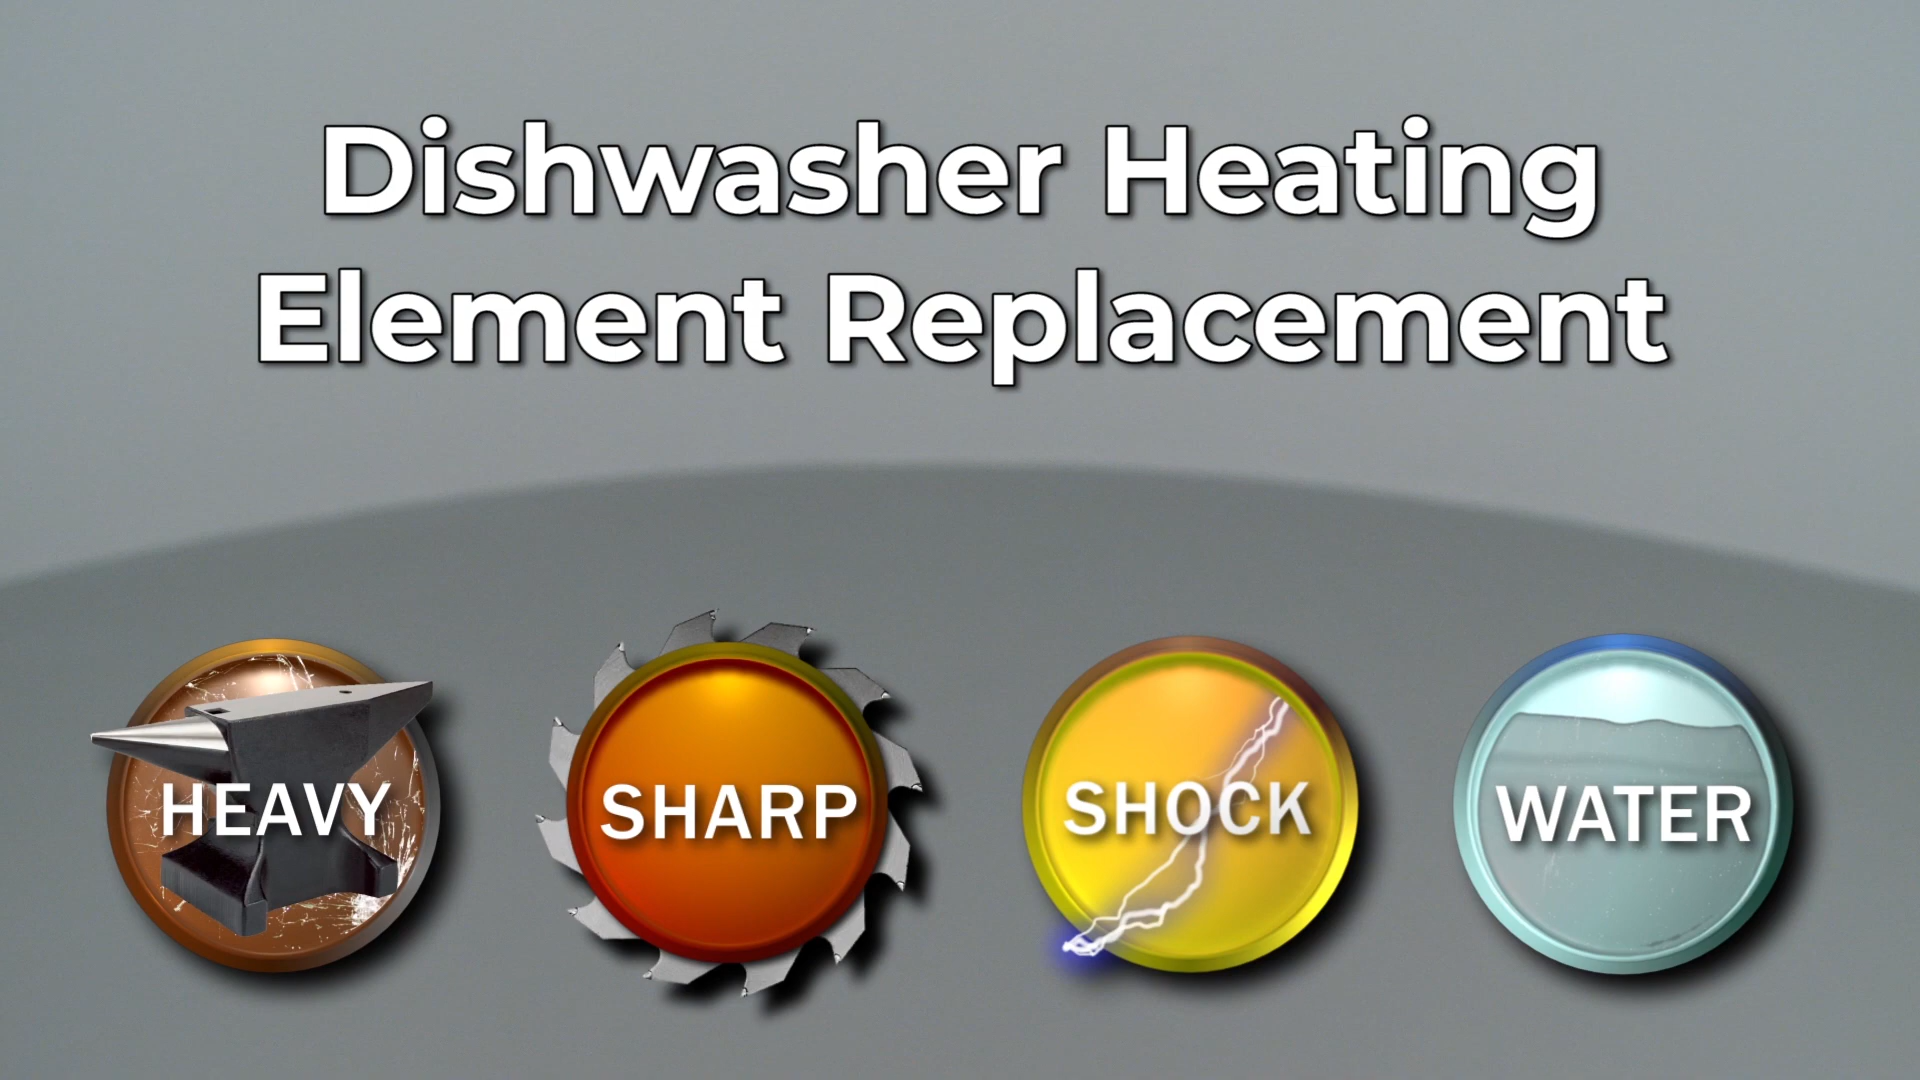 Dishwasher Heating
Element Replacement
HEAVY
SHARP
SHOCK
WATER